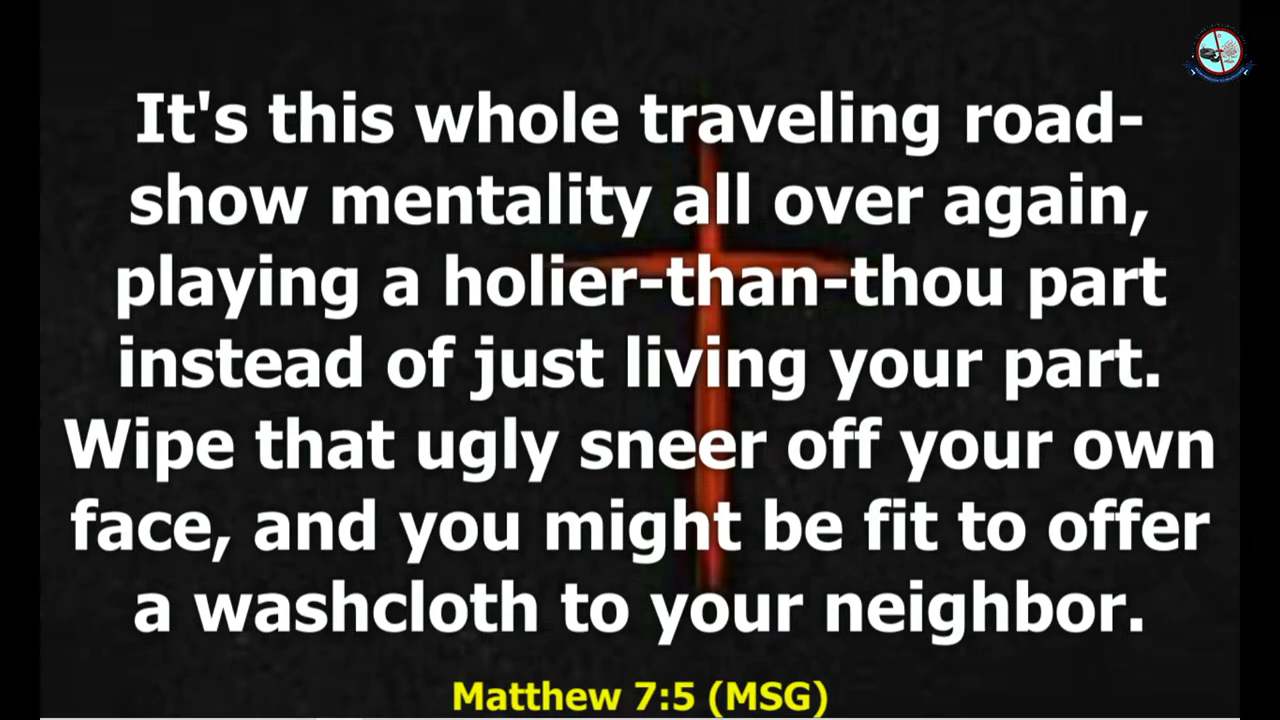 It's this whole traveling road-
show mentality all over again,
playing a holier-than-thou part
instead of just living your part.
Wipe that ugly sneer off your own
face, and you might be fit to offer
a washcloth to your neighbor.
Matthew 7:5 (MSG)